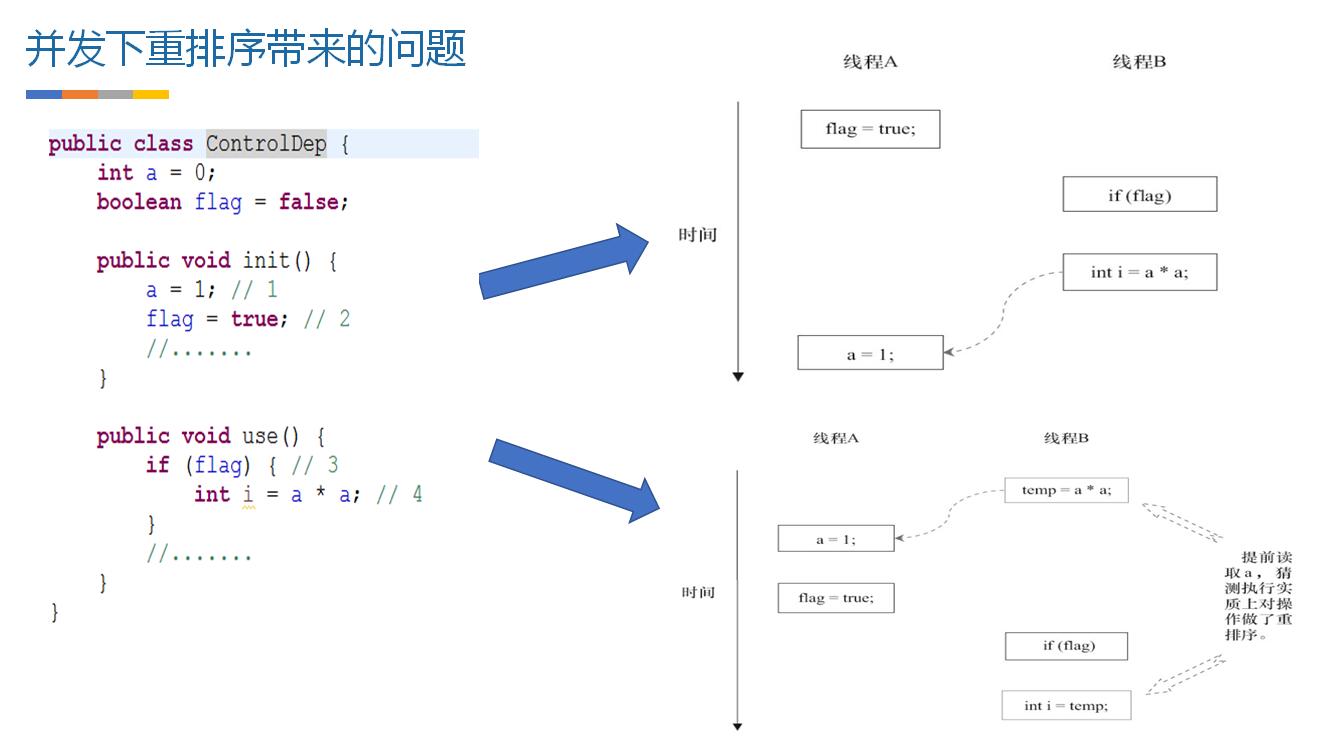 并发下重排序带来的问题
public class ControlDep {
int a = 0;
boolean flag = false;
public void init() {
a = 1; // 1
flag = true; // 2
//.......
}
public void use() {
if (flag) { // 3
int i = a * a; // 4
}
//.......
}
}
线程A
线程B
flag = true;
if (flag)
时间
int i = a * a;
a = 1;
线程A
线程B
temp = a * a;
a = 1;
提前读
取a，猜
测执行实
质上对操
作做了重
排序。
时间
flag = true;
if (flag)
int i = temp;